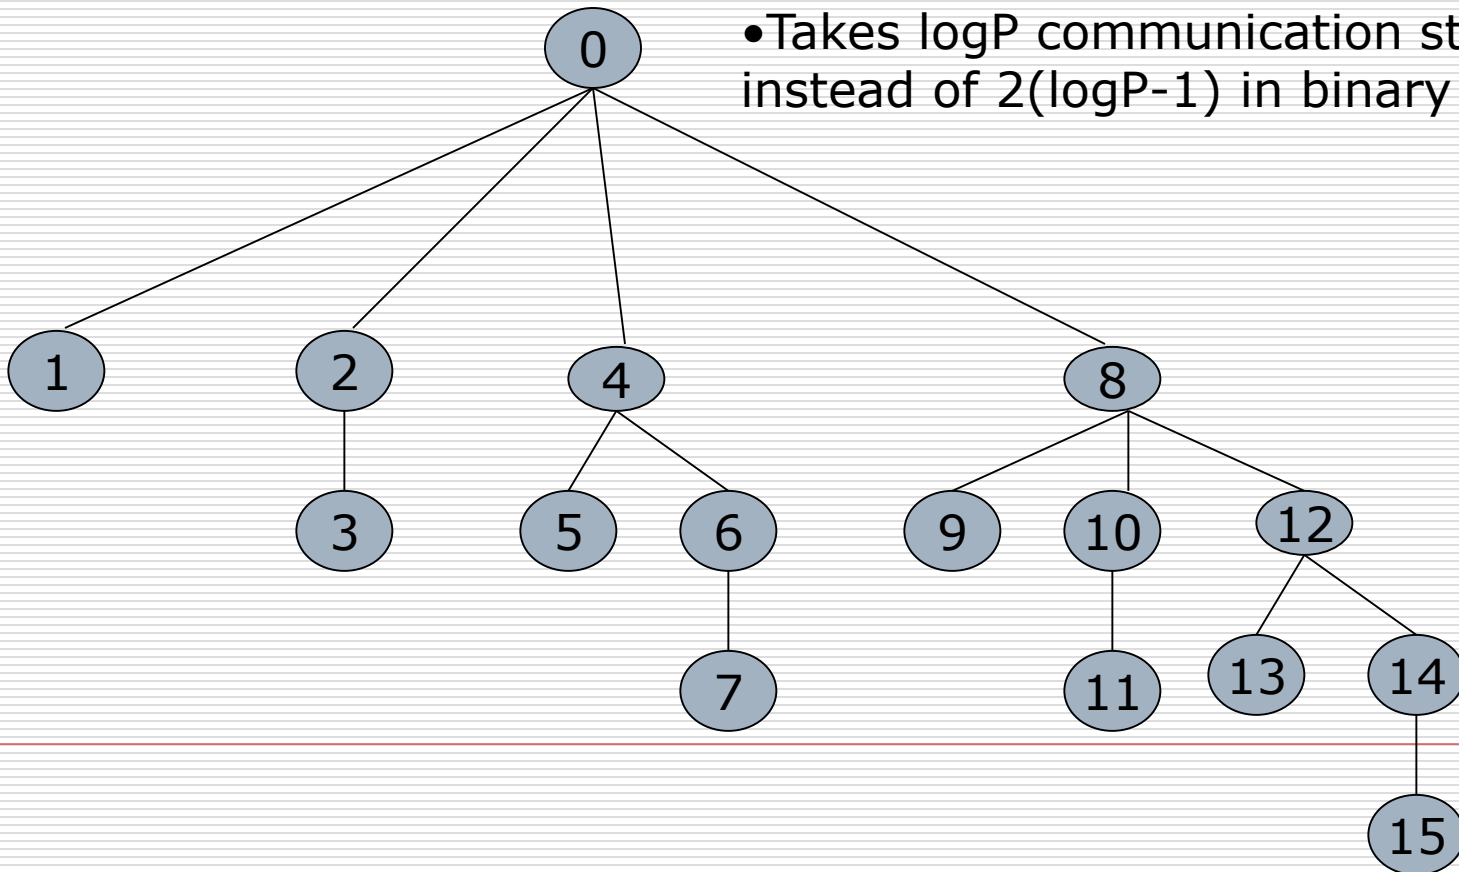 •Takes logP communication st
instead of 2(logP-1) in binary
0
1 2 4 8
3 5 6 9 10 12
7 11 13 14
15